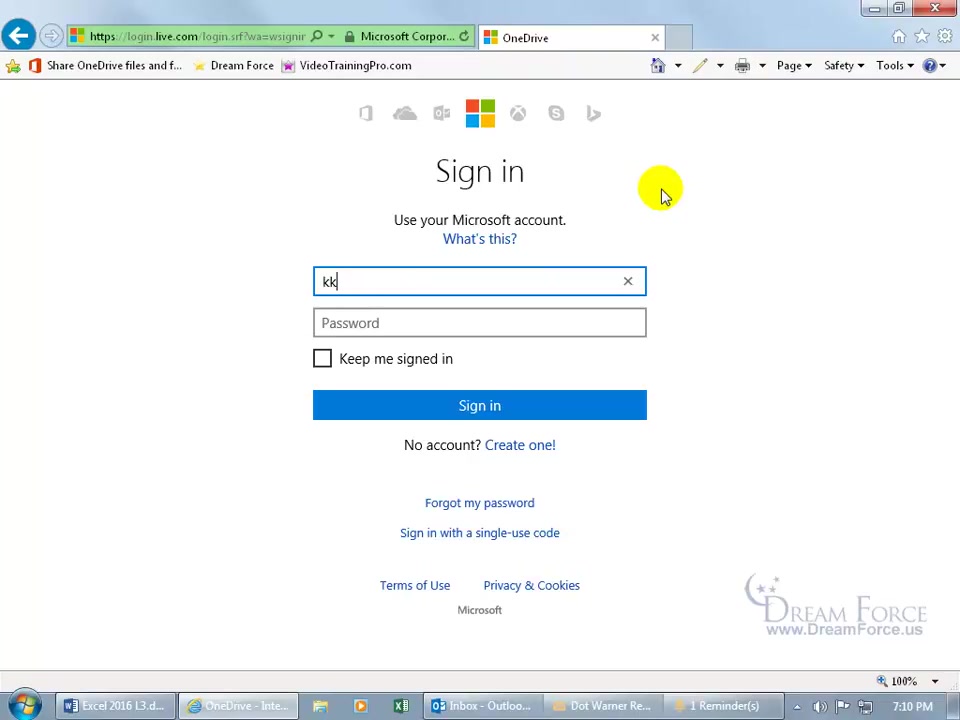 https://login.live.com/login.srf?wa=wsignir
Microsoft Corpor...
OneDrive
Share OneDrive files and f...
Dream Force
VideoTrainingPro.com
Page
Safety
Tools
Sign in
Use your Microsoft account.
What's this?
kk
Password
Keep me signed in
Sign in
No account? Create one!
Forgot my password
Sign in with a single-use code
Terms of Use
Privacy & Cookies
Microsoft
DREAM FORCE
www.DreamForce.us
100%
Excel 2016 L3.d...
OneDrive - Inte...
Inbox - Outloo...
Dot Warner Re...
1 Reminder(s)
7:10 PM